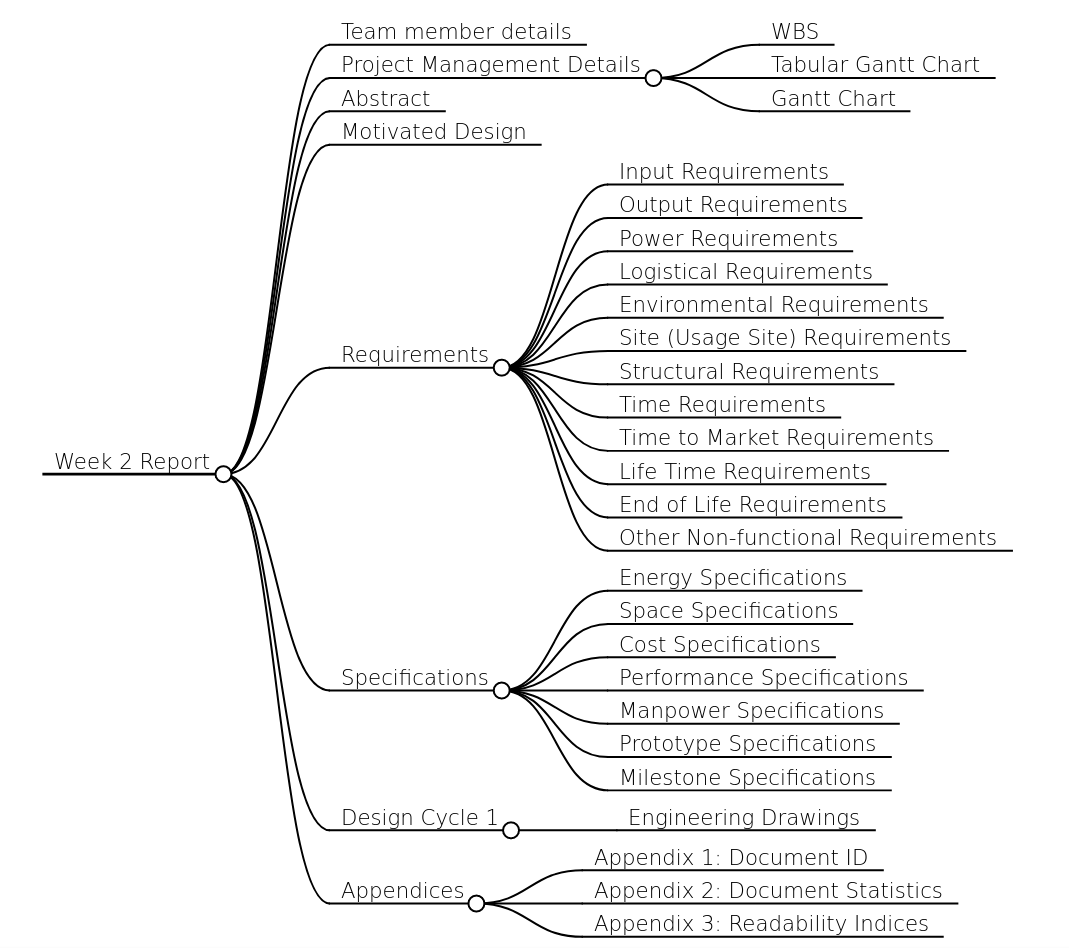 Week 2 Report
Team member details
Project Management Details
WBS
Tabular Gantt Chart
Gantt Chart
Abstract
Motivated Design
Requirements
Input Requirements
Output Requirements
Power Requirements
Logistical Requirements
Environmental Requirements
Site (Usage Site) Requirements
Structural Requirements
Time Requirements
Time to Market Requirements
Life Time Requirements
End of Life Requirements
Other Non-functional Requirements
Specifications
Energy Specifications
Space Specifications
Cost Specifications
Performance Specifications
Manpower Specifications
Prototype Specifications
Milestone Specifications
Design Cycle 1
Engineering Drawings
Appendices
Appendix 1: Document ID
Appendix 2: Document Statistics
Appendix 3: Readability Indices